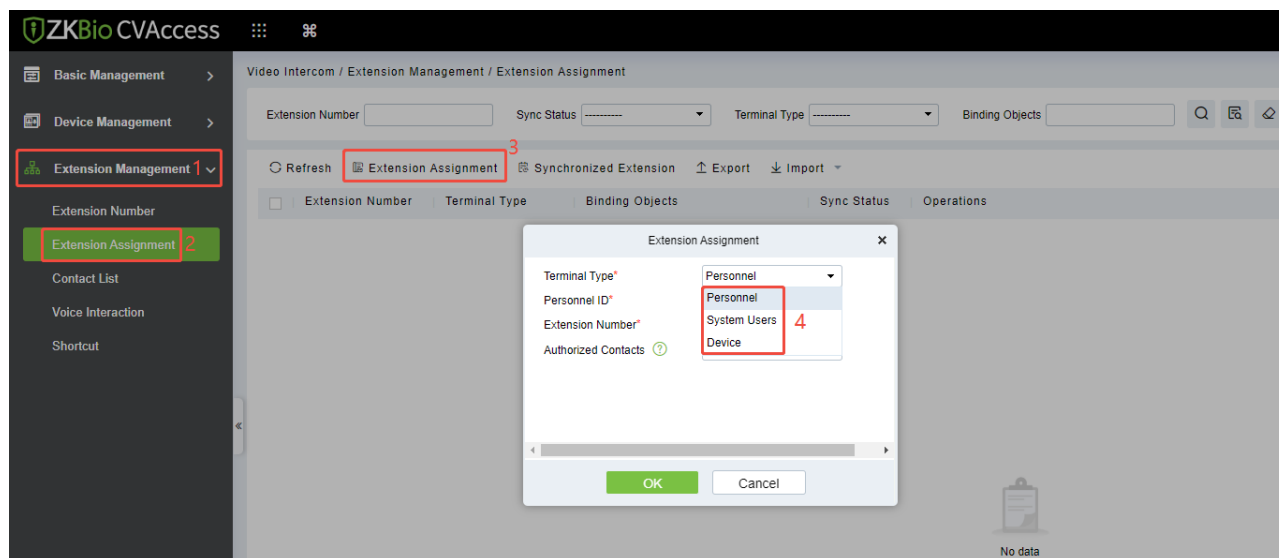 ZKBio CVAccess
Basic Management
Device Management
Extension Management 1
Extension Number
Extension Assignment 2
Contact List
Voice Interaction
Shortcut
Video Intercom / Extension Management / Extension Assignment
Extension Number Sync Status ---------- Terminal Type ---------- Binding Objects
3
Refresh Extension Assignment Synchronized Extension Export Import
Extension Number Terminal Type Binding Objects Sync Status Operations
Extension Assignment ×
Terminal Type* Personnel
Personnel ID* Personnel
Extension Number* System Users 4
Authorized Contacts ? Device
OK Cancel
No data